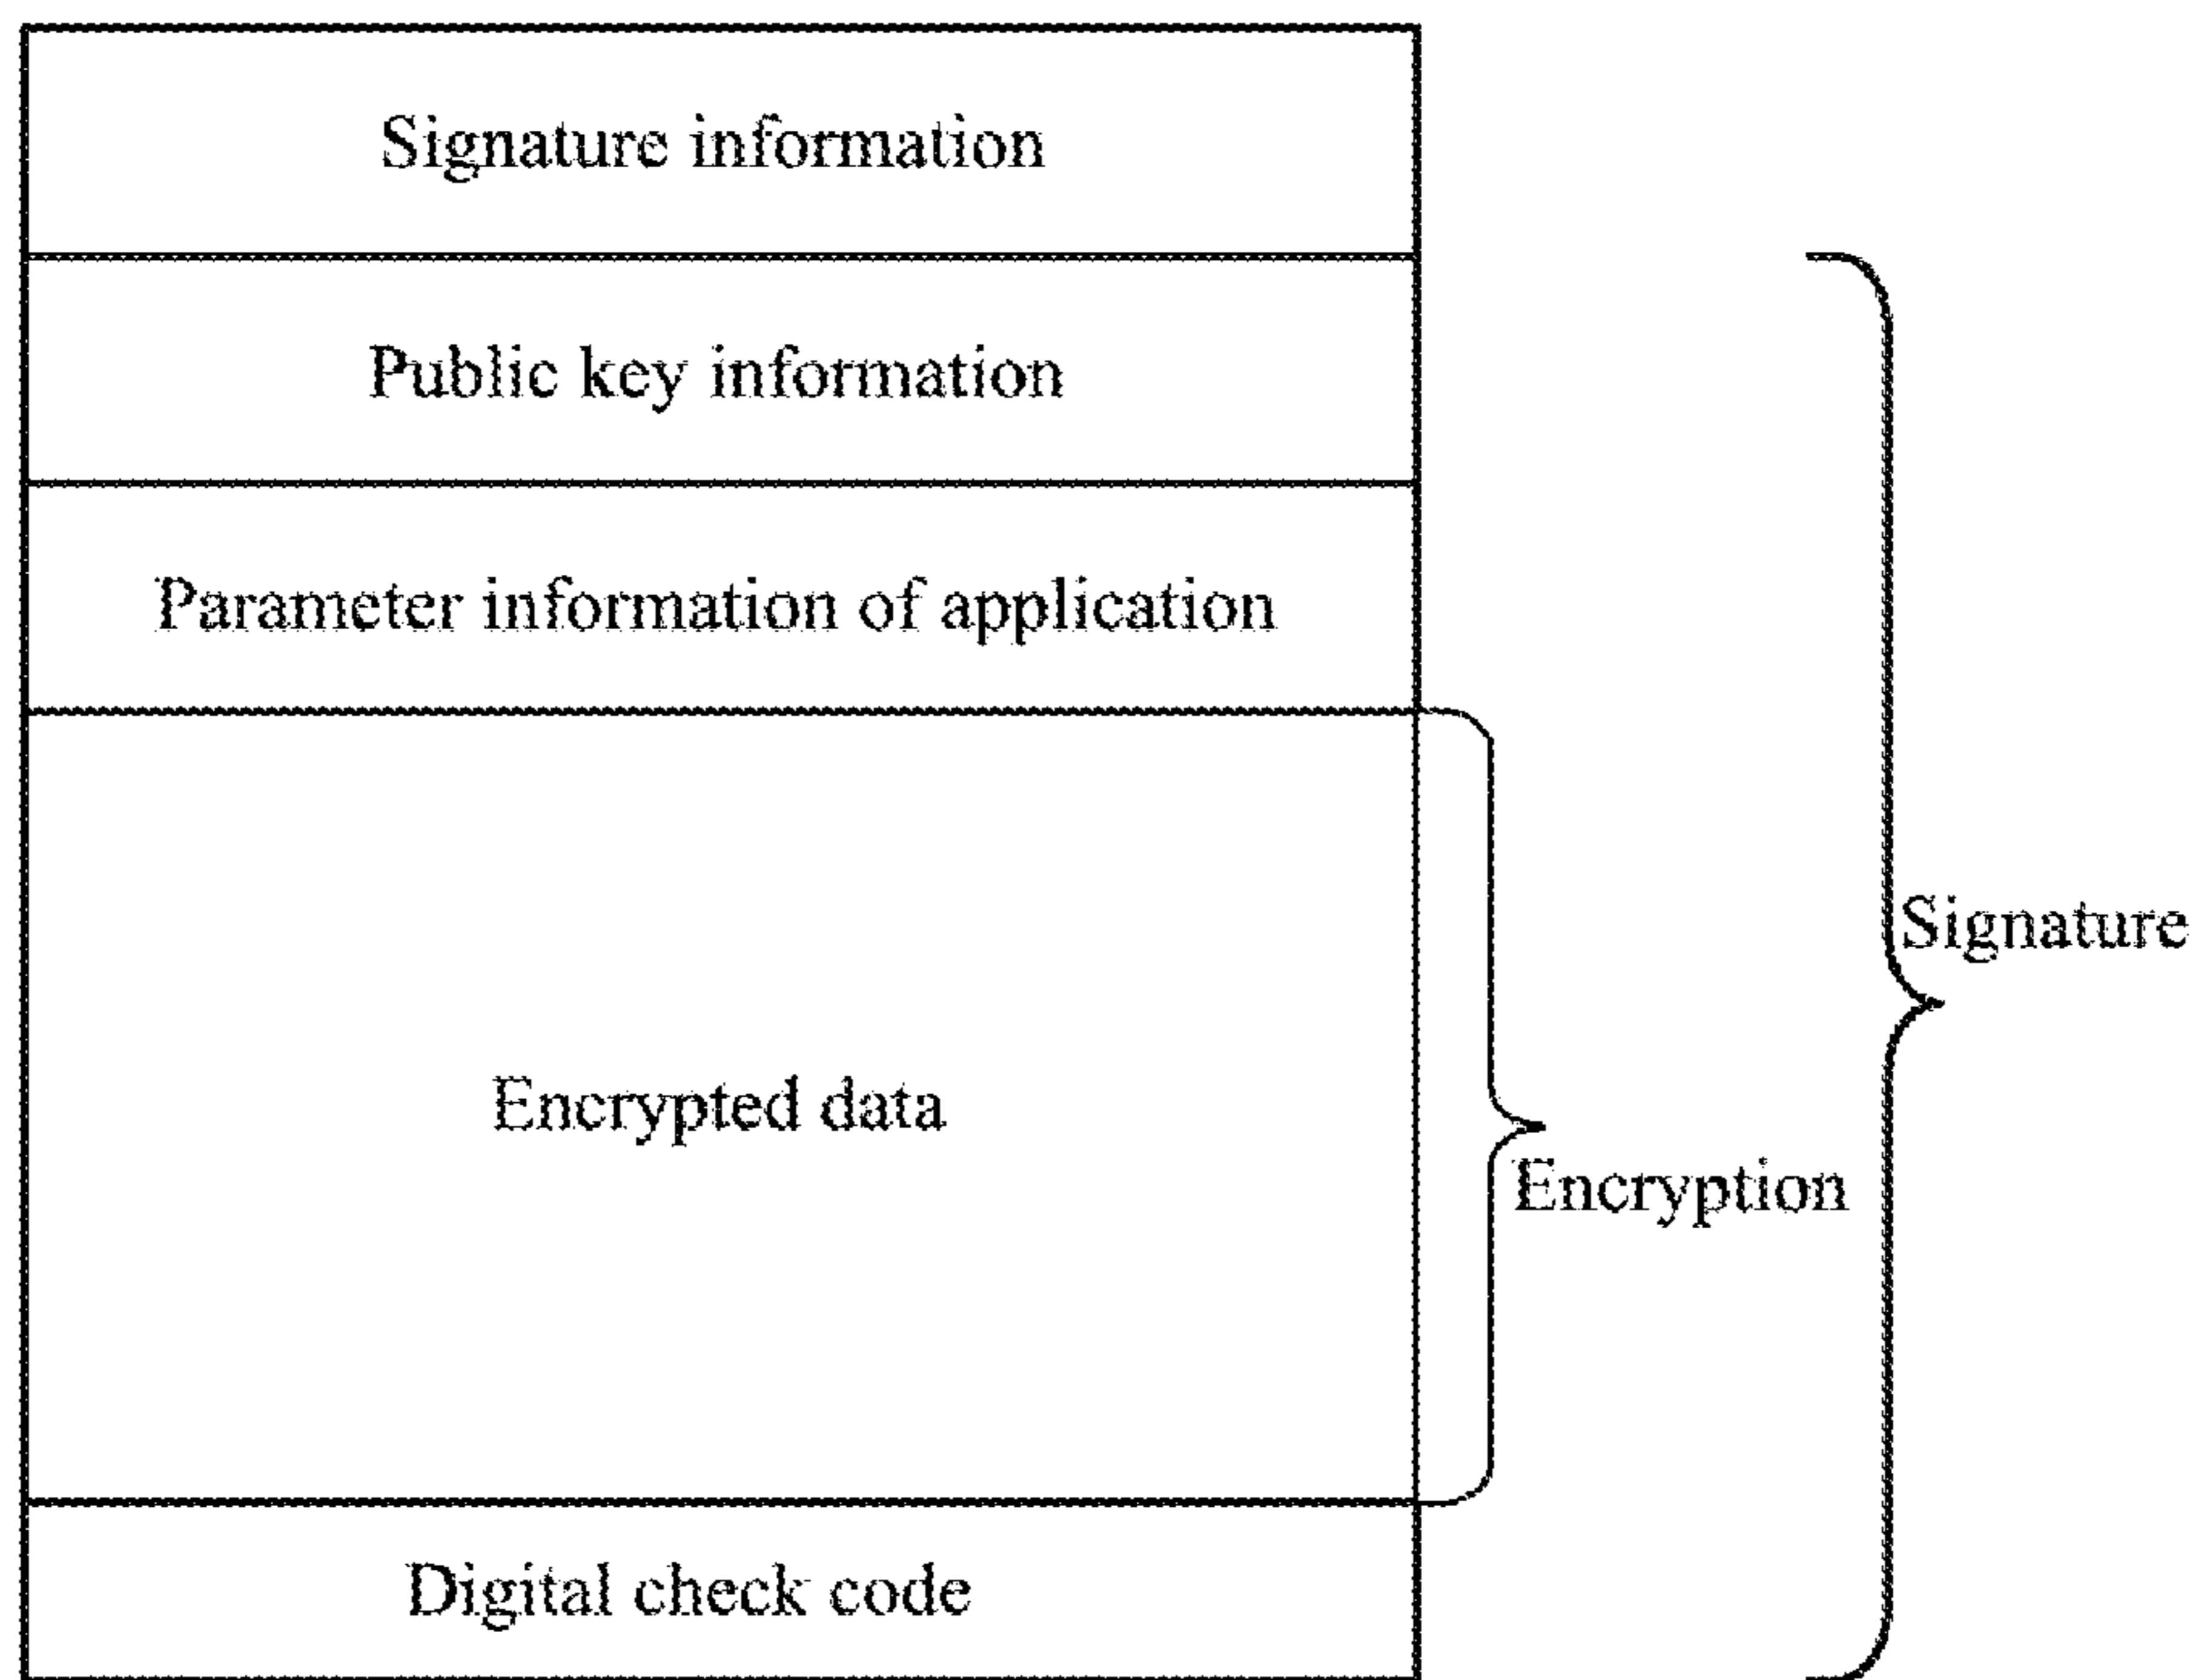 Signature information
Public key information
Parameter information of application
Signature
Encrypted data
Encryption
Digital check code